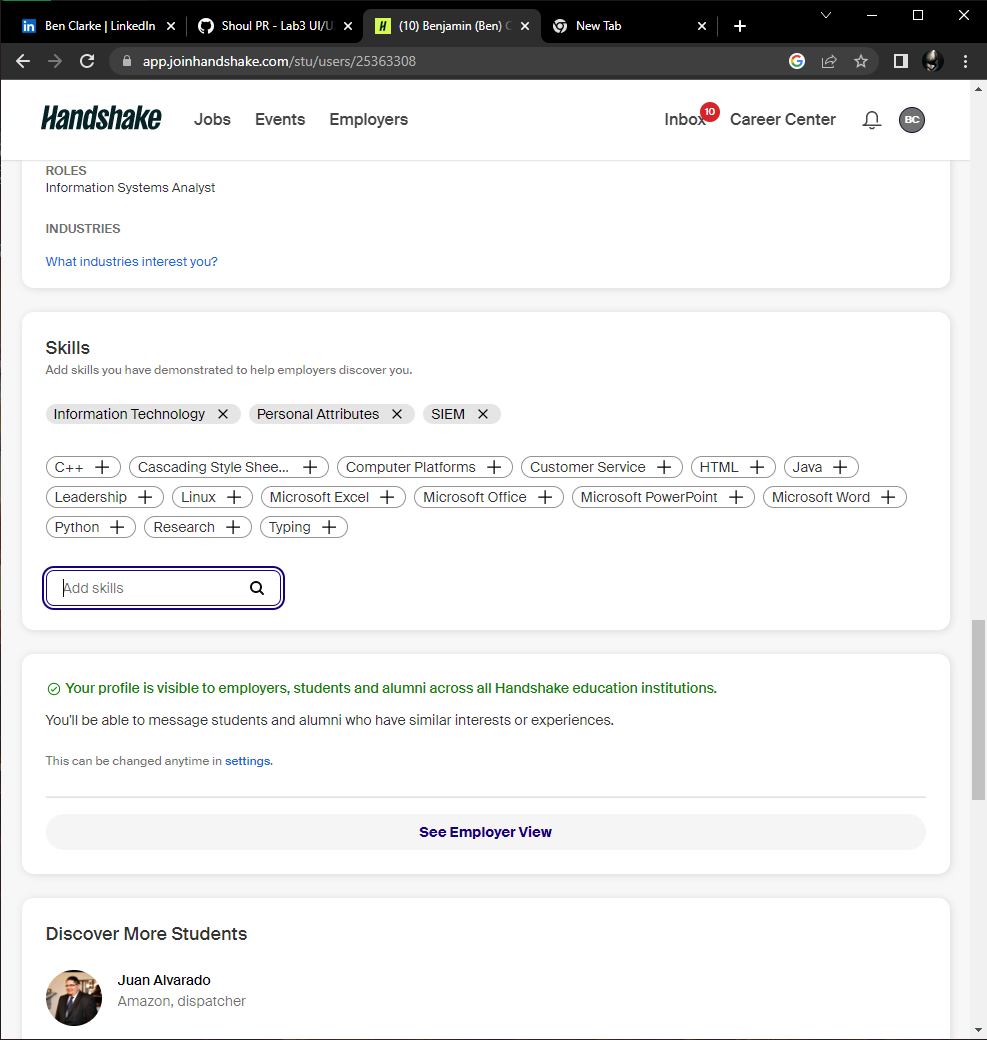 Ben Clarke | LinkedIn
Shoul PR - Lab3 UI/U
(10) Benjamin (Ben) C
New Tab
app.joinhandshake.com/stu/users/25363308
Handshake
Jobs
Events
Employers
Inbox
10
Career Center
BC
ROLES
Information Systems Analyst
INDUSTRIES
What industries interest you?
Skills
Add skills you have demonstrated to help employers discover you.
Information Technology
Personal Attributes
SIEM
C++
Cascading Style Shee...
Computer Platforms
Customer Service
HTML
Java
Leadership
Linux
Microsoft Excel
Microsoft Office
Microsoft PowerPoint
Microsoft Word
Python
Research
Typing
Add skills
Your profile is visible to employers, students and alumni across all Handshake education institutions.
You'll be able to message students and alumni who have similar interests or experiences.
This can be changed anytime in settings.
See Employer View
Discover More Students
Juan Alvarado
Amazon, dispatcher